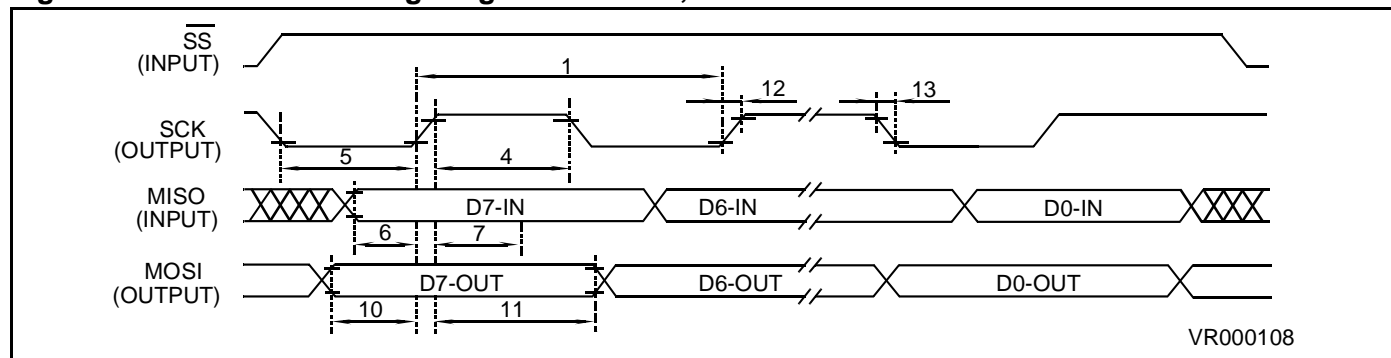 SS
(INPUT)
1
12
13
SCK
(OUTPUT)
5
4
MISO
(INPUT)
D7-IN
D6-IN
D0-IN
6
7
MOSI
(OUTPUT)
D7-OUT
D6-OUT
D0-OUT
10
11
VR000108